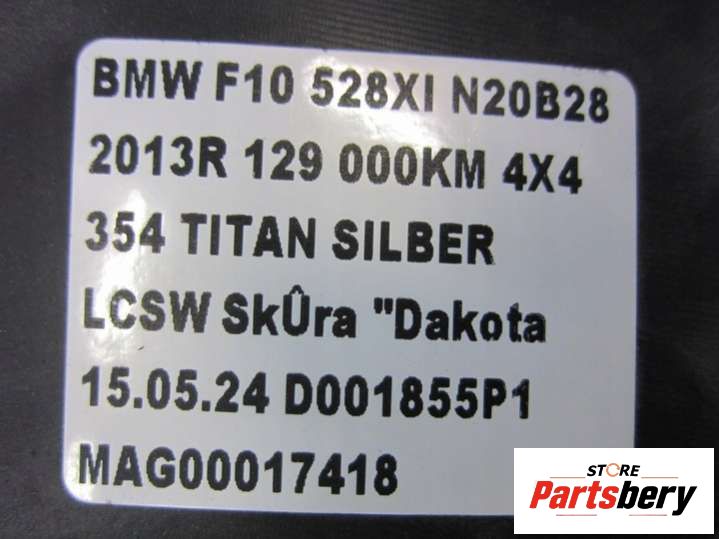 BMW F10 528XI N20B28
2013R 129 000KM 4X4
354 TITAN SILBER
LCSW SkÛra "Dakota
15.05.24 D001855P1
MAG00017418
STORE
Partsbery